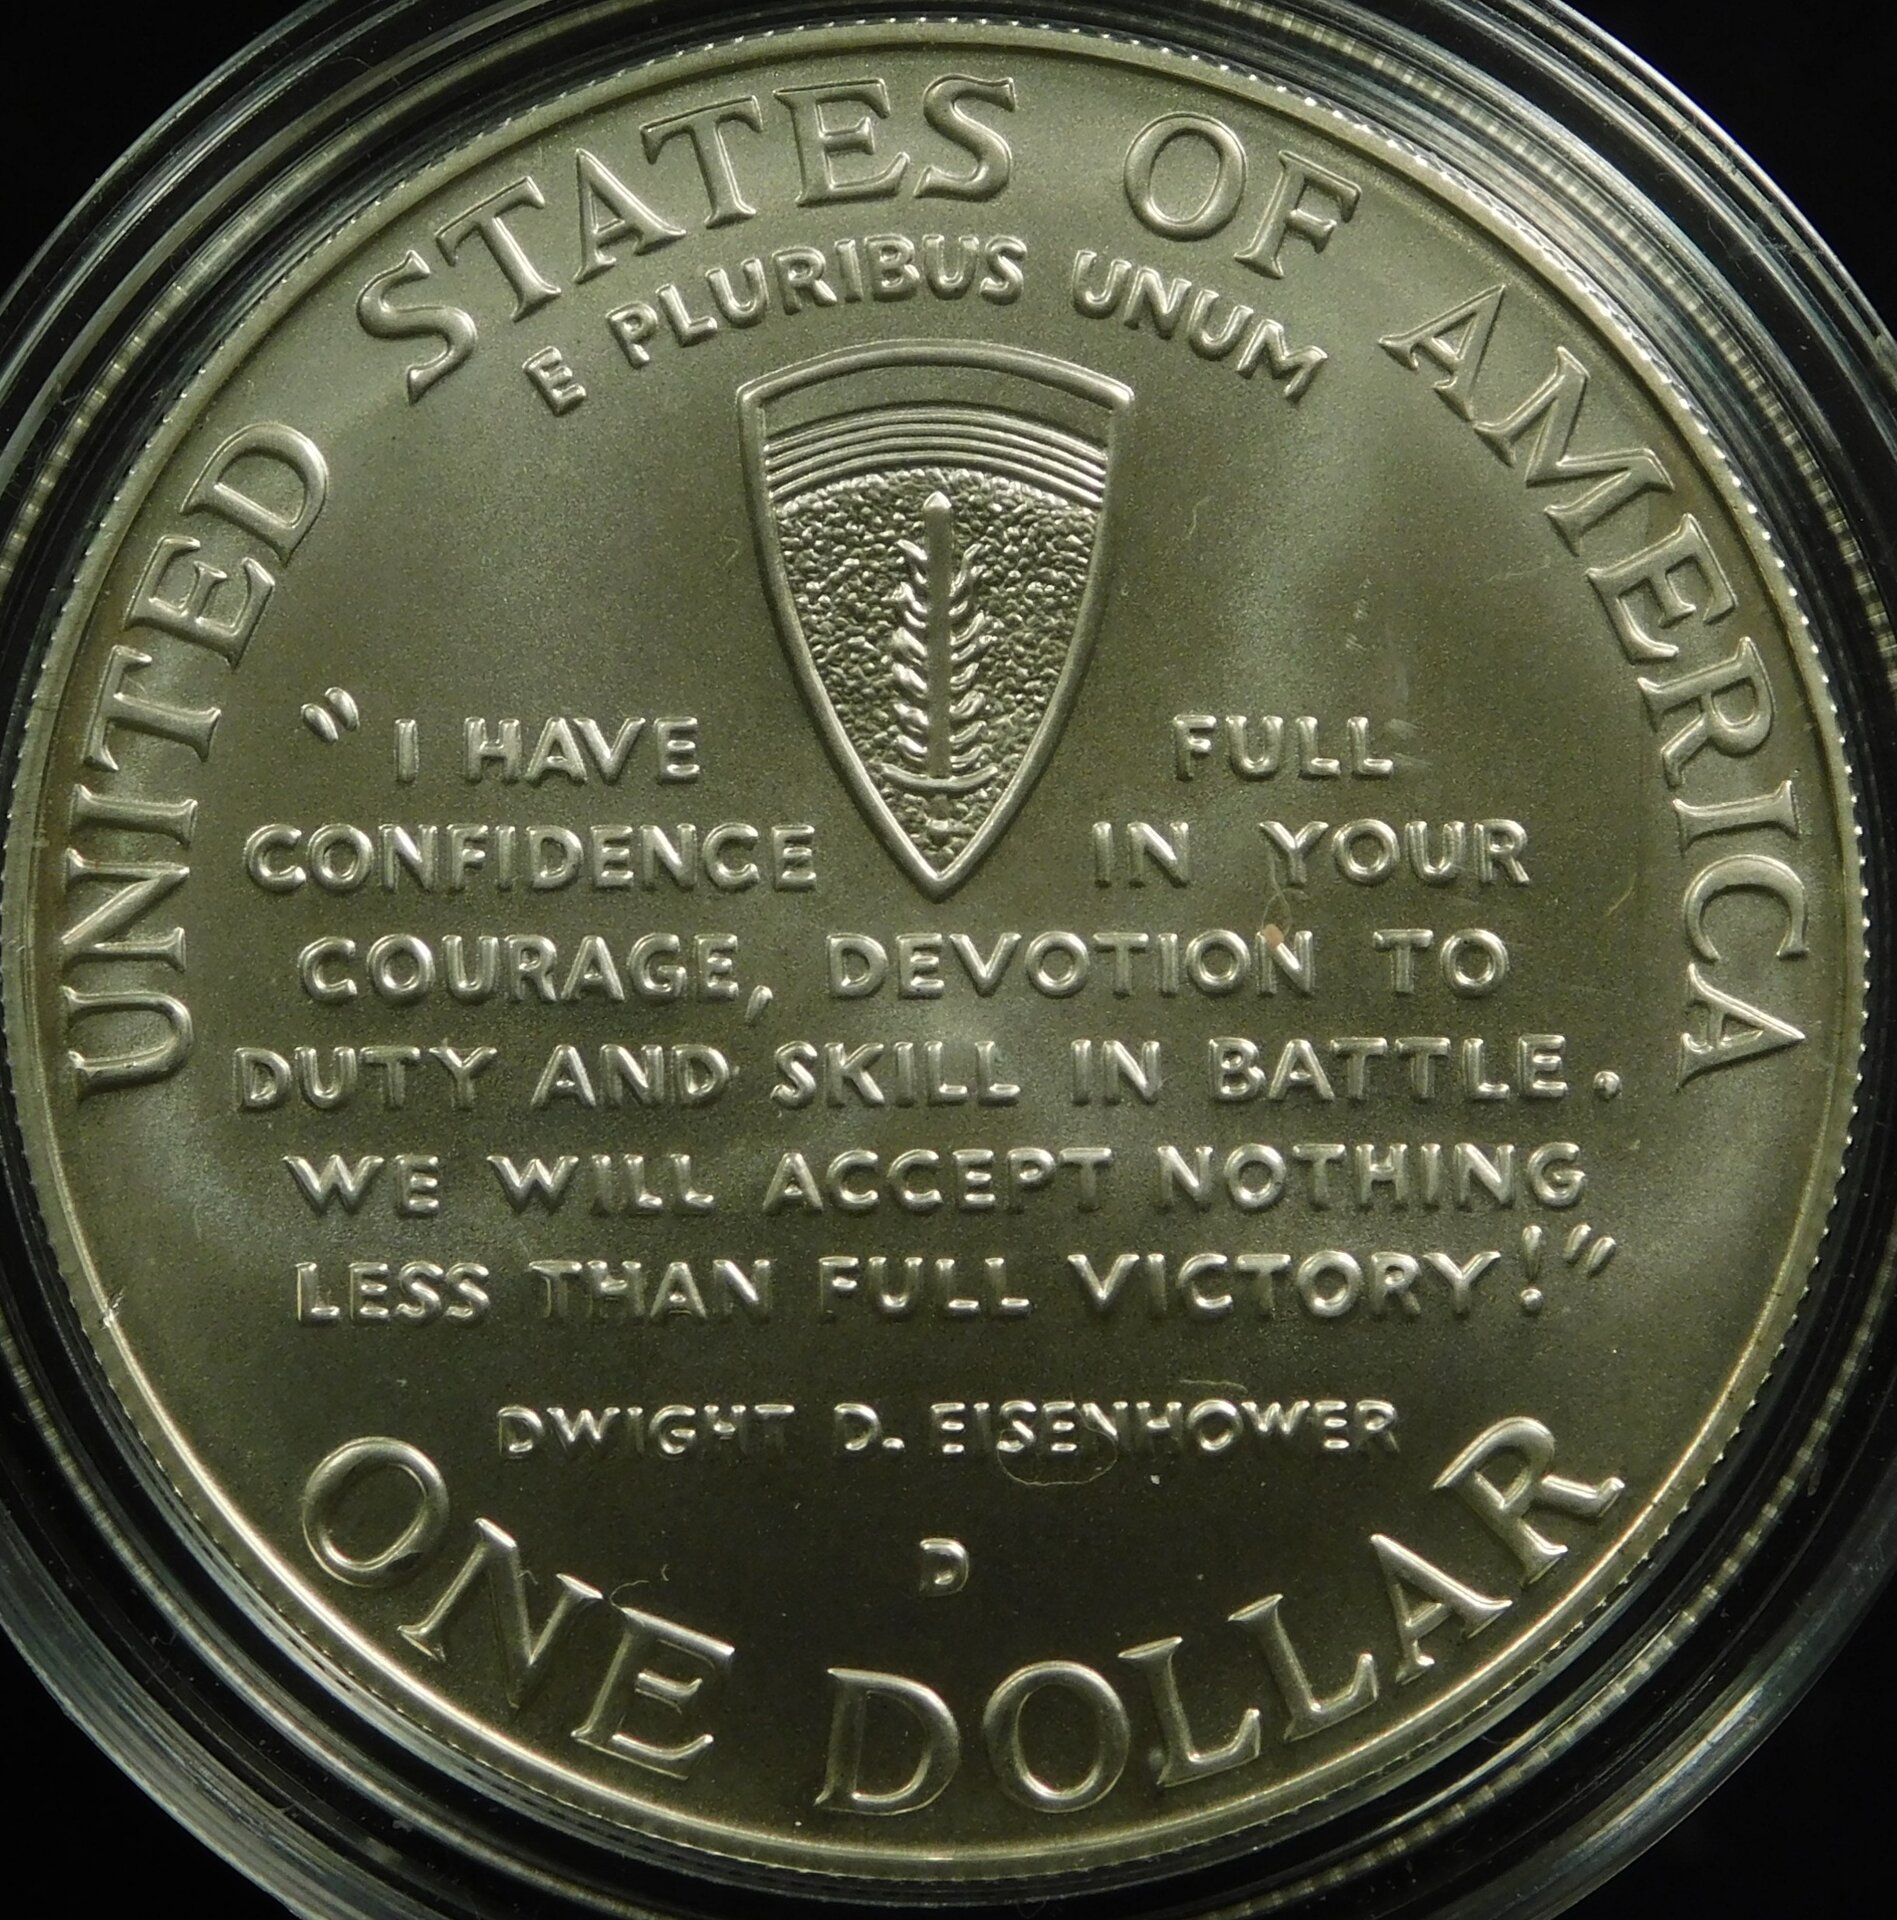 UNITED STATES OF AMERICA
E PLURIBUS UNUM
"I HAVE FULL
CONFIDENCE IN YOUR
COURAGE, DEVOTION TO
DUTY AND SKILL IN BATTLE.
WE WILL ACCEPT NOTHING
LESS THAN FULL VICTORY!"
DWIGHT D. EISENHOWER
D
ONE DOLLAR